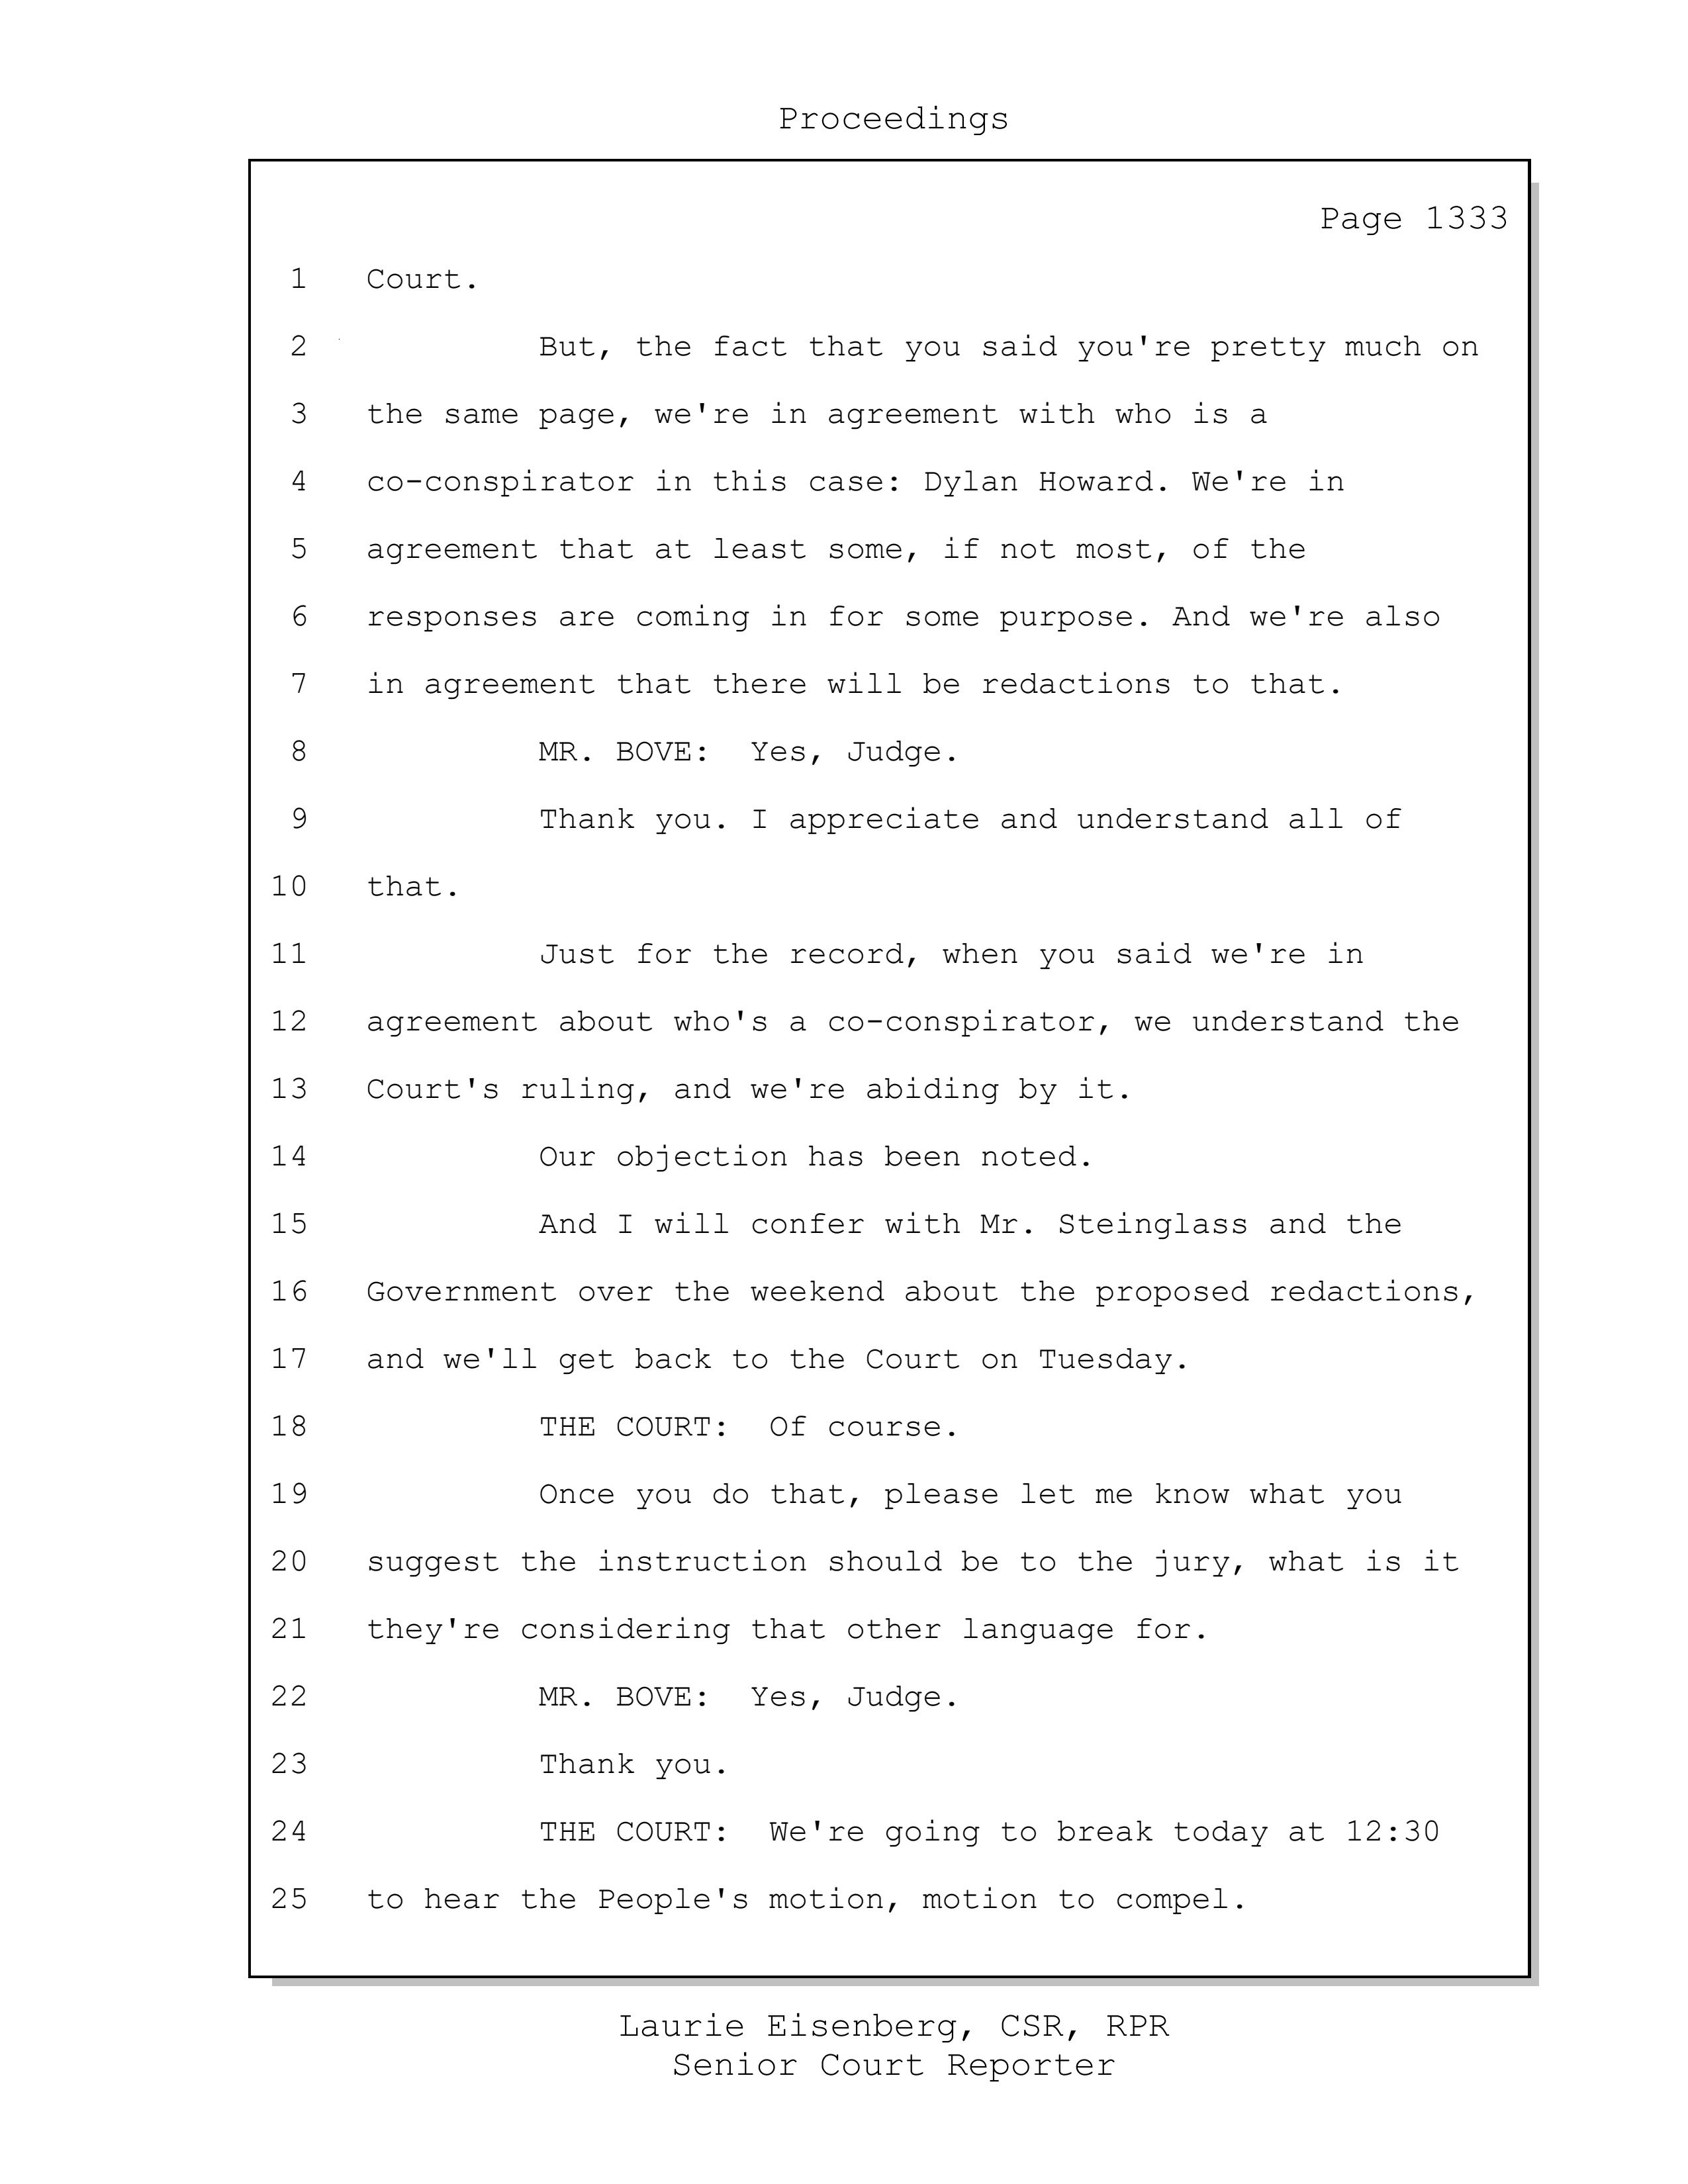 Proceedings
Page 1333
1 Court.
2 But, the fact that you said you're pretty much on
3 the same page, we're in agreement with who is a
4 co-conspirator in this case: Dylan Howard. We're in
5 agreement that at least some, if not most, of the
6 responses are coming in for some purpose. And we're also
7 in agreement that there will be redactions to that.
8 MR. BOVE:  Yes, Judge.
9 Thank you. I appreciate and understand all of
10 that.
11 Just for the record, when you said we're in
12 agreement about who's a co-conspirator, we understand the
13 Court's ruling, and we're abiding by it.
14 Our objection has been noted.
15 And I will confer with Mr. Steinglass and the
16 Government over the weekend about the proposed redactions,
17 and we'll get back to the Court on Tuesday.
18 THE COURT:  Of course.
19 Once you do that, please let me know what you
20 suggest the instruction should be to the jury, what is it
21 they're considering that other language for.
22 MR. BOVE:  Yes, Judge.
23 Thank you.
24 THE COURT:  We're going to break today at 12:30
25 to hear the People's motion, motion to compel.
Laurie Eisenberg, CSR, RPR
Senior Court Reporter